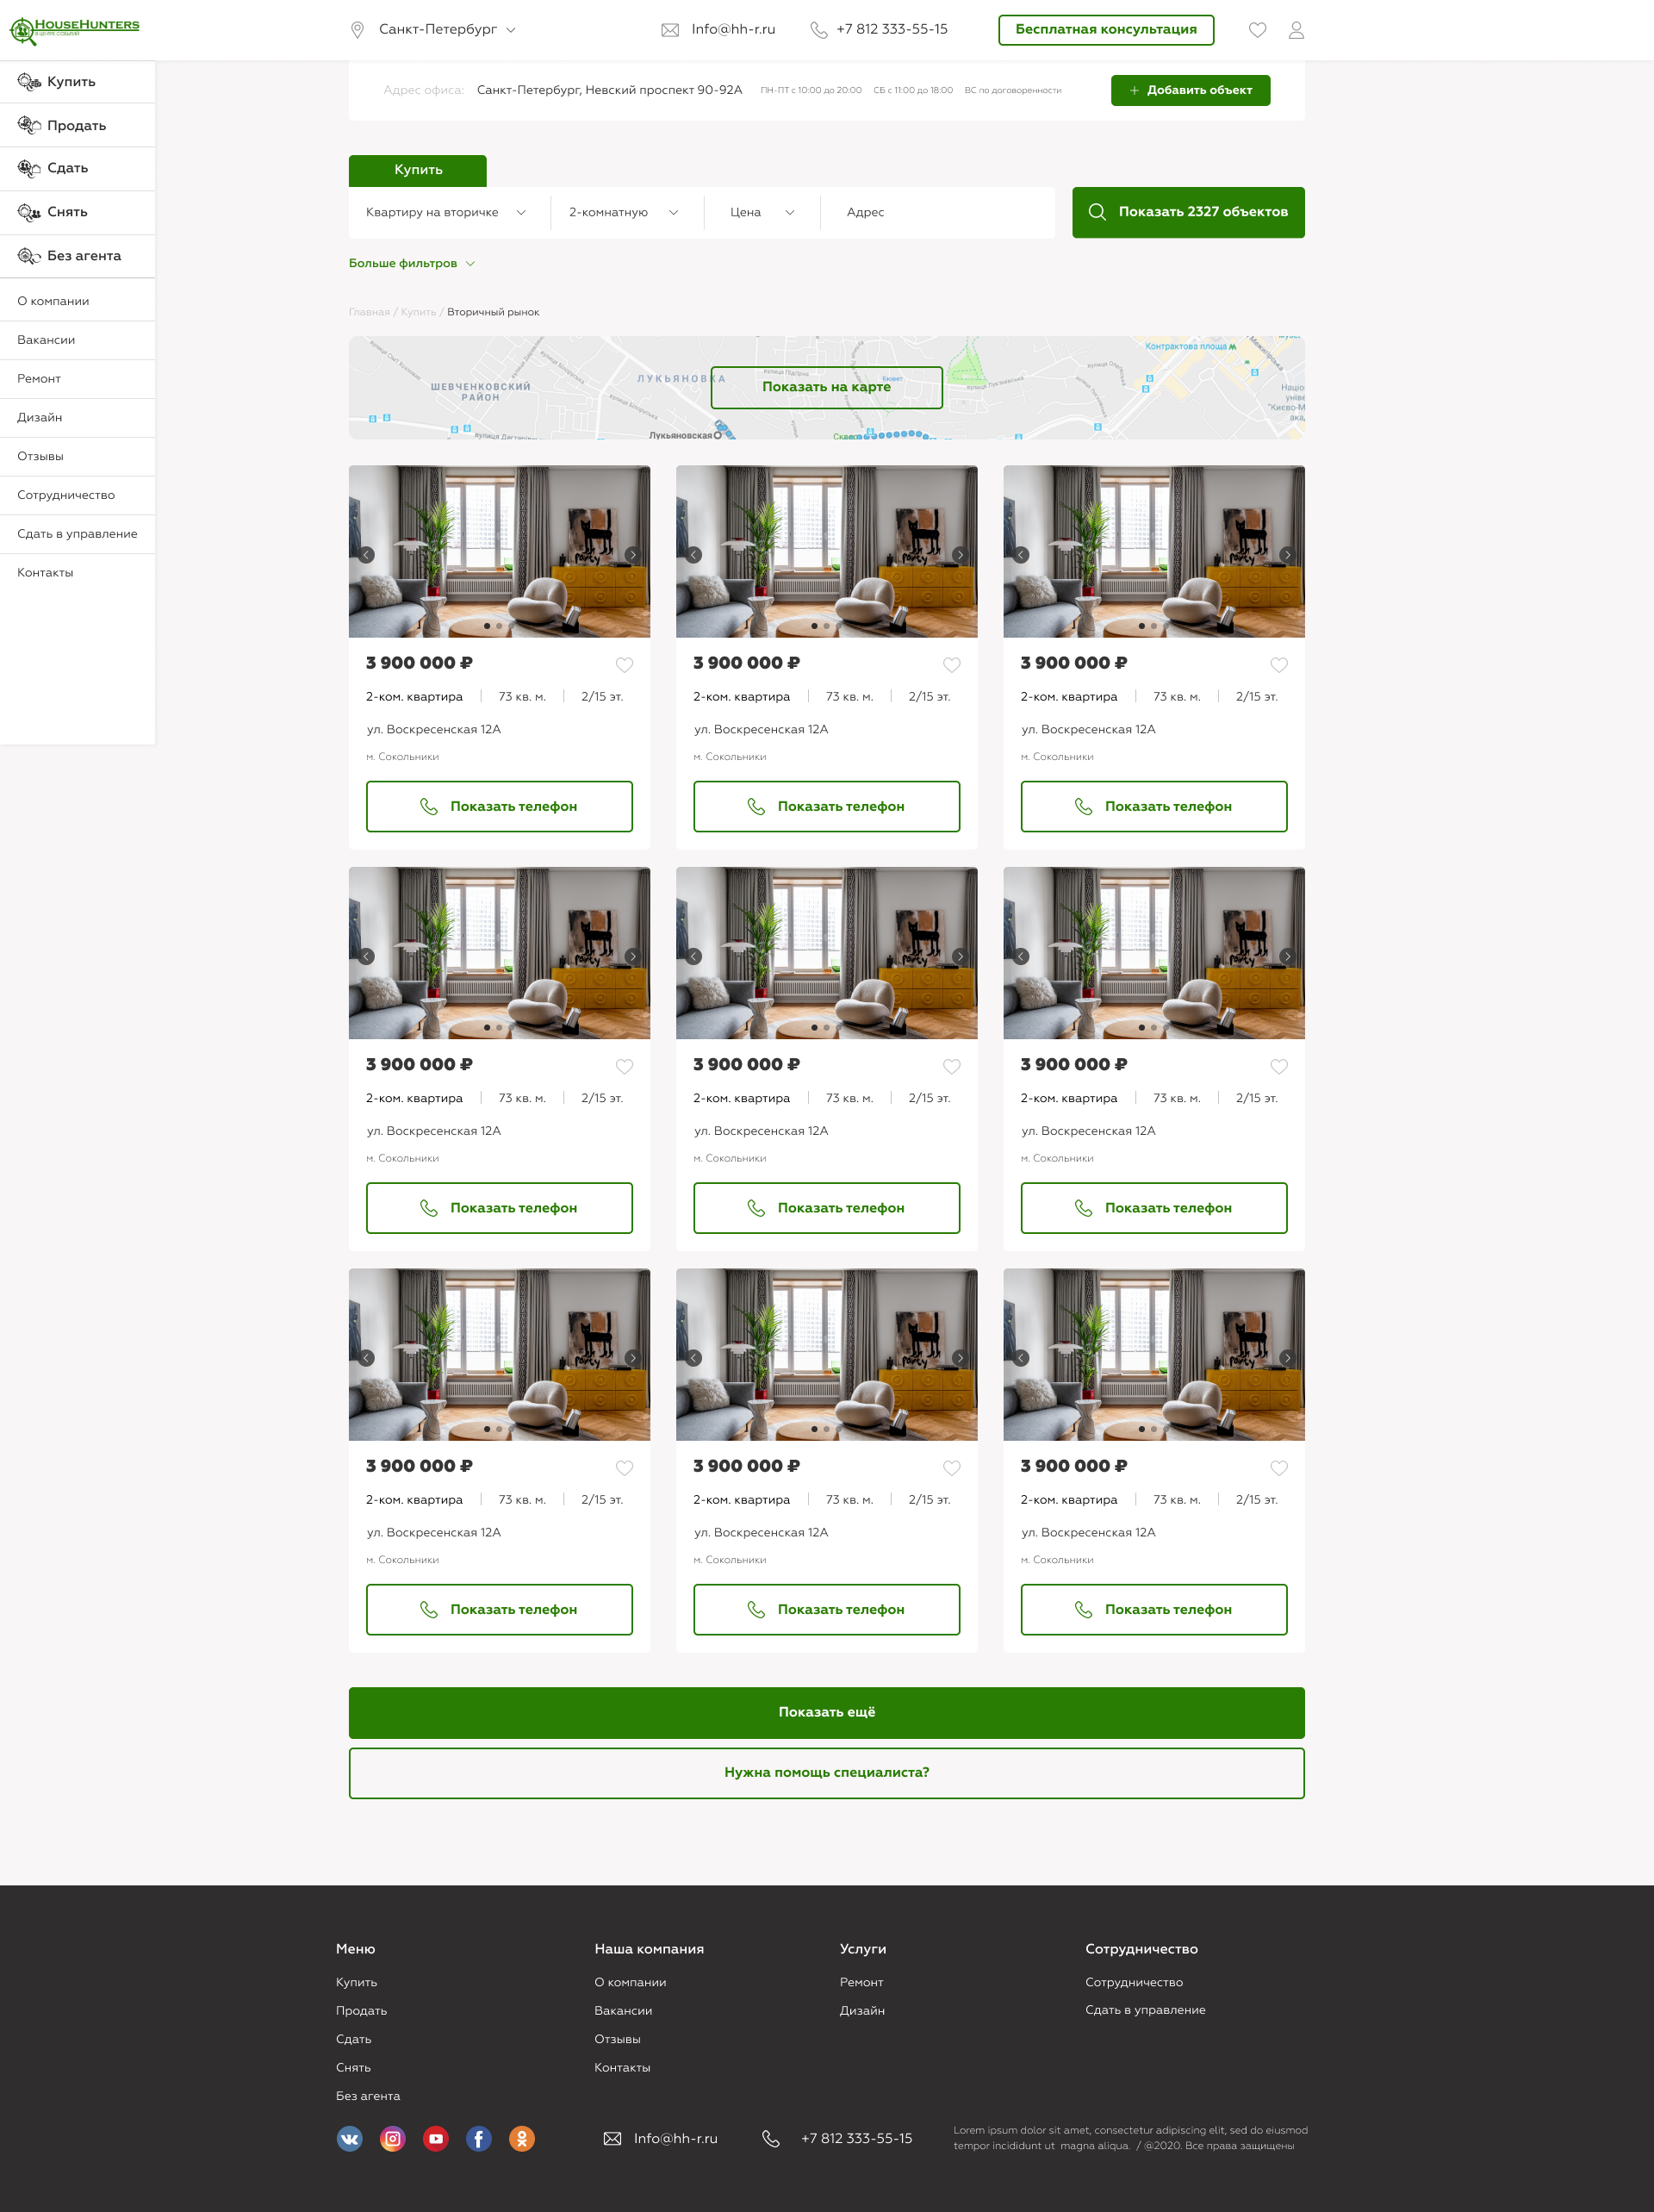 HouseHunters
В ЦЕНТРЕ СОБЫТИЙ
Санкт-Петербург
Info@hh-r.ru
+7 812 333-55-15
Бесплатная консультация
Адрес офиса: Санкт-Петербург, Невский проспект 90-92А ПН-ПТ с 10:00 до 20:00 СБ с 11:00 до 18:00 ВС по договоренности
Добавить объект
Купить
Продать
Сдать
Снять
Без агента
О компании
Вакансии
Ремонт
Дизайн
Отзывы
Сотрудничество
Сдать в управление
Контакты
Купить
Квартиру на вторичке
2-комнатную
Цена
Адрес
Показать 2327 объектов
Больше фильтров
Главная / Купить / Вторичный рынок
Контрактова площа
ШЕВЧЕНКОВСКИЙ
РАЙОН
ЛУКЬЯНОВКА
Бювет
Лукьяновская
Сквер
Показать на карте
party
party
party
3 900 000 ₽
2-ком. квартира 73 кв. м. 2/15 эт.
ул. Воскресенская 12А
м. Сокольники
Показать телефон
3 900 000 ₽
2-ком. квартира 73 кв. м. 2/15 эт.
ул. Воскресенская 12А
м. Сокольники
Показать телефон
3 900 000 ₽
2-ком. квартира 73 кв. м. 2/15 эт.
ул. Воскресенская 12А
м. Сокольники
Показать телефон
party
party
party
3 900 000 ₽
2-ком. квартира 73 кв. м. 2/15 эт.
ул. Воскресенская 12А
м. Сокольники
Показать телефон
3 900 000 ₽
2-ком. квартира 73 кв. м. 2/15 эт.
ул. Воскресенская 12А
м. Сокольники
Показать телефон
3 900 000 ₽
2-ком. квартира 73 кв. м. 2/15 эт.
ул. Воскресенская 12А
м. Сокольники
Показать телефон
party
party
party
3 900 000 ₽
2-ком. квартира 73 кв. м. 2/15 эт.
ул. Воскресенская 12А
м. Сокольники
Показать телефон
3 900 000 ₽
2-ком. квартира 73 кв. м. 2/15 эт.
ул. Воскресенская 12А
м. Сокольники
Показать телефон
3 900 000 ₽
2-ком. квартира 73 кв. м. 2/15 эт.
ул. Воскресенская 12А
м. Сокольники
Показать телефон
Показать ещё
Нужна помощь специалиста?
Меню
Купить
Продать
Сдать
Снять
Без агента
Наша компания
О компании
Вакансии
Отзывы
Контакты
Услуги
Ремонт
Дизайн
Сотрудничество
Сотрудничество
Сдать в управление
Info@hh-r.ru
+7 812 333-55-15
Lorem ipsum dolor sit amet, consectetur adipiscing elit, sed do eiusmod
tempor incididunt ut magna aliqua. / @2020. Все права защищены